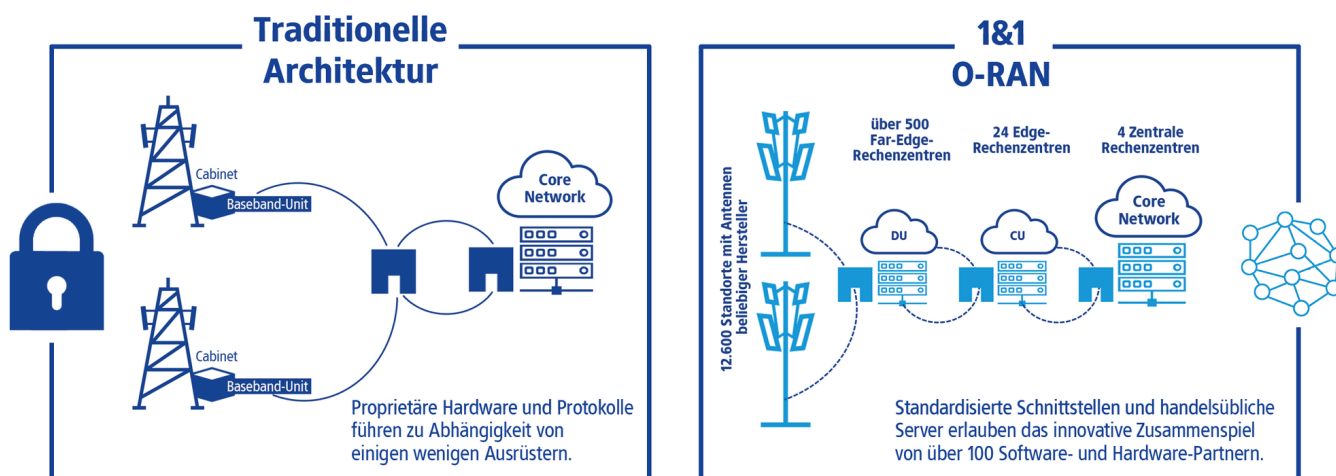 Traditionelle
Architektur
Cabinet
Baseband-Unit
Cabinet
Baseband-Unit
Core
Network
Proprietäre Hardware und Protokolle
führen zu Abhängigkeit von
einigen wenigen Ausrüstern.
1&1
O-RAN
über 500
Far-Edge-
Rechenzentren
24 Edge-
Rechenzentren
4 Zentrale
Rechenzentren
12.600 Standorte mit Antennen
beliebiger Hersteller
DU
CU
Core
Network
Standardisierte Schnittstellen und handelsübliche
Server erlauben das innovative Zusammenspiel
von über 100 Software- und Hardware-Partnern.